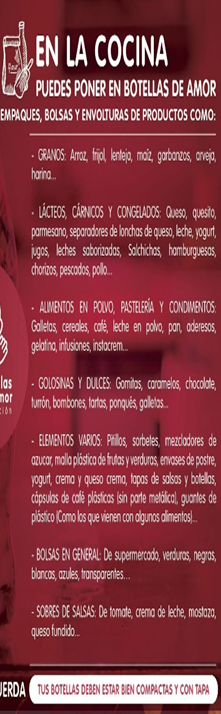 EN LA COCINA
PUEDES PONER EN BOTELLAS DE AMOR
EMPAQUES, BOLSAS Y ENVOLTURAS DE PRODUCTOS COMO:
- GRANOS: Arroz, frijol, lenteja, maíz, garbanzos, arveja,
harina...
- LÁCTEOS, CÁRNICOS Y CONGELADOS: Queso, quesito,
parmesano, separadores de lonchas de queso, leche, yogurt,
jugos, leches saborizadas, Salchichas, hamburguesas,
chorizos, pescados, pollo...
- ALIMENTOS EN POLVO, PASTELERÍA Y CONDIMENTOS:
Galletas, cereales, café, leche en polvo, pan, aderesos,
gelatina, infusiones, instacrem...
- GOLOSINAS Y DULCES: Gomitas, caramelos, chocolate,
turrón, bombones, tartas, ponqués, galletas...
- ELEMENTOS VARIOS: Pitillos, sorbetes, mezcladores de
azucar, malla plástica de frutas y verduras, envases de postre,
yogurt, crema y queso crema, tapas de salsas y botellas,
cápsulas de café plásticas (sin parte metálica), guantes de
plástico (Como los que vienen con algunos alimentos)...
- BOLSAS EN GENERAL: De supermercado, verduras, negras,
blancas, azules, transparentes...
- SOBRES DE SALSAS: De tomate, crema de leche, mostaza,
queso fundido...
UERDA TUS BOTELLAS DEBEN ESTAR BIEN COMPACTAS Y CON TAPA